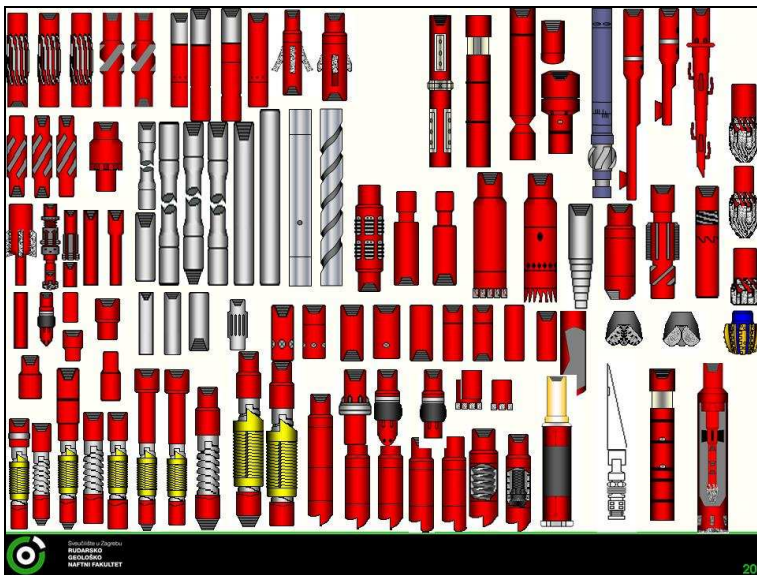 Sveučilište u Zagrebu
RUDARSKO
GEOLOŠKO
NAFTNI FAKULTET
20